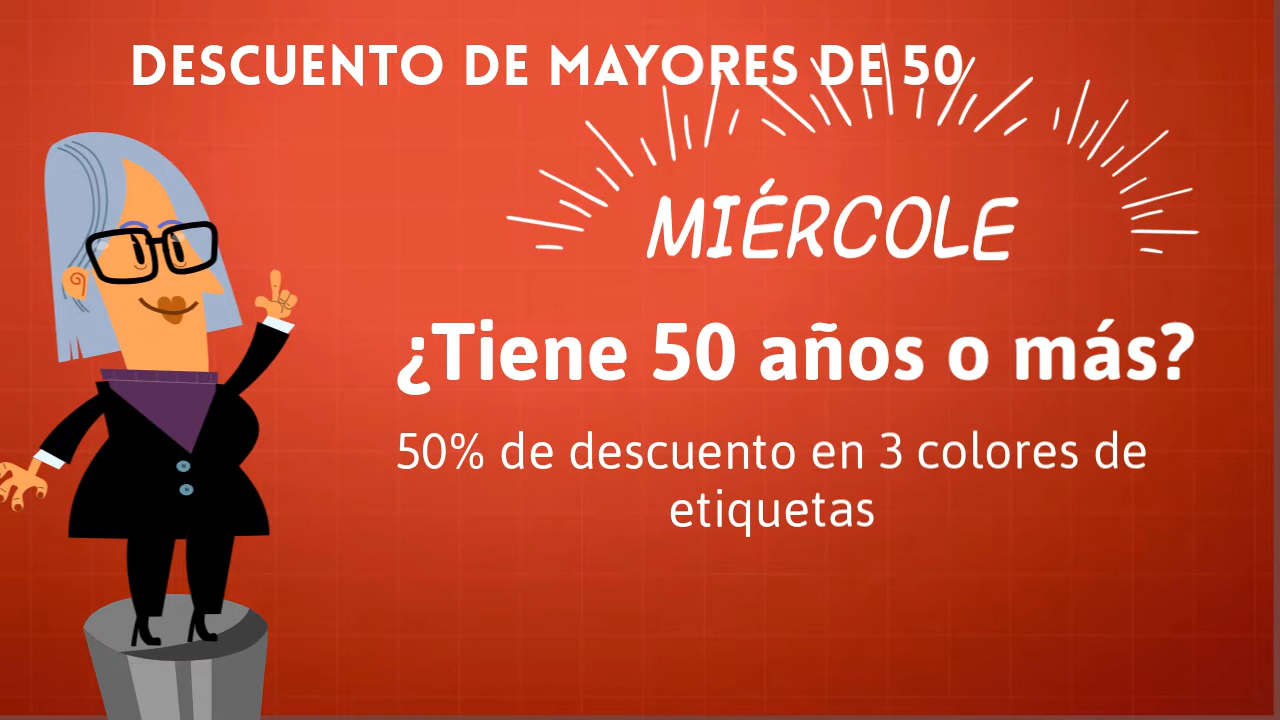 DESCUENTO DE MAYORES DE 50
MIÉRCOLE
¿Tiene 50 años o más?
50% de descuento en 3 colores de
etiquetas